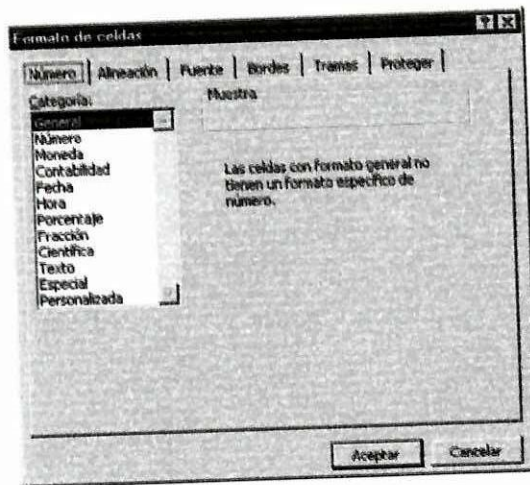 Formato de celdas
Número Alineación Fuente Bordes Tramas Proteger
Categoría:
General
Número
Moneda
Contabilidad
Fecha
Hora
Porcentaje
Fracción
Científica
Texto
Especial
Personalizada
Muestra
Las celdas con formato general no
tienen un formato específico de
número.
Aceptar Cancelar